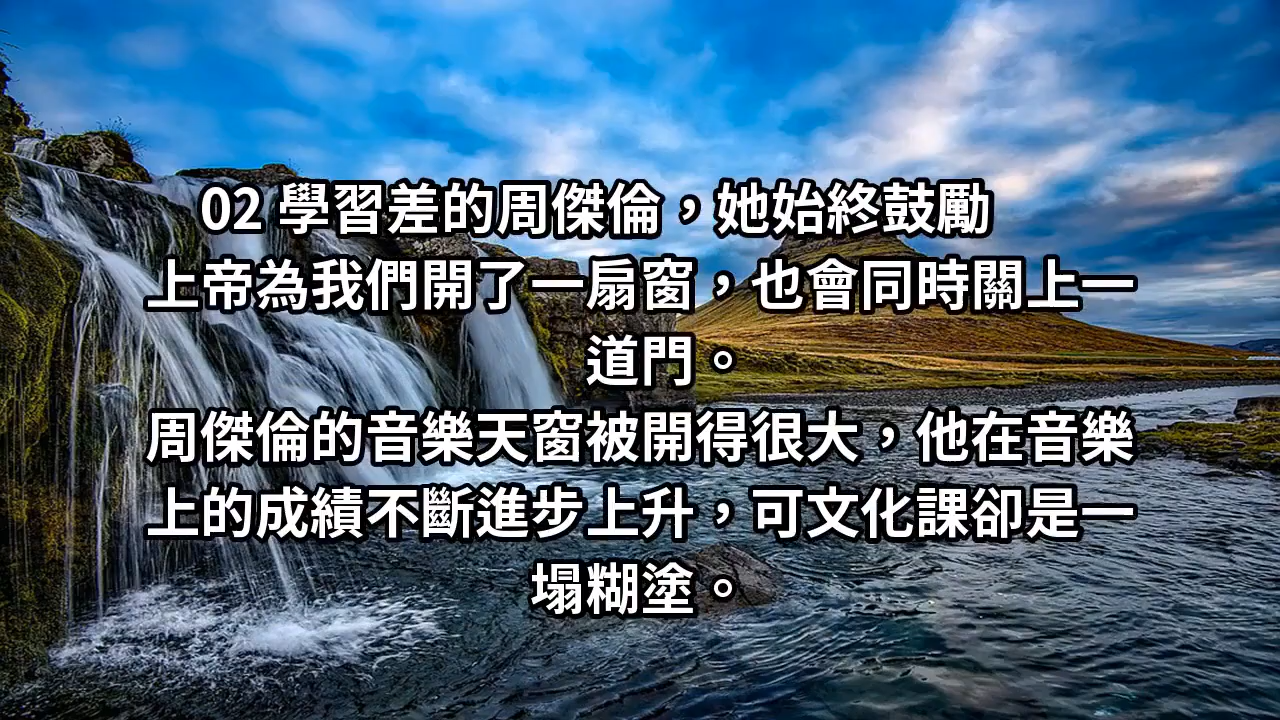 02 學習差的周傑倫，她始終鼓勵
上帝為我們開了一扇窗，也會同時關上一
道門。
周傑倫的音樂天窗被開得很大，他在音樂
上的成績不斷進步上升，可文化課卻是一
塌糊塗。